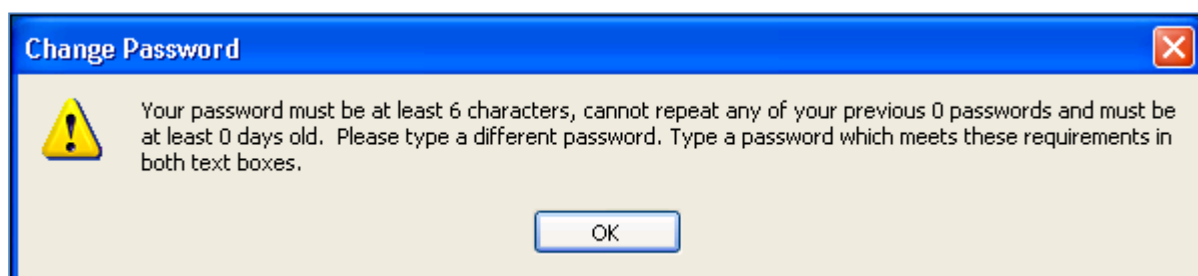 Change Password
Your password must be at least 6 characters, cannot repeat any of your previous 0 passwords and must be
at least 0 days old.  Please type a different password. Type a password which meets these requirements in
both text boxes.
OK